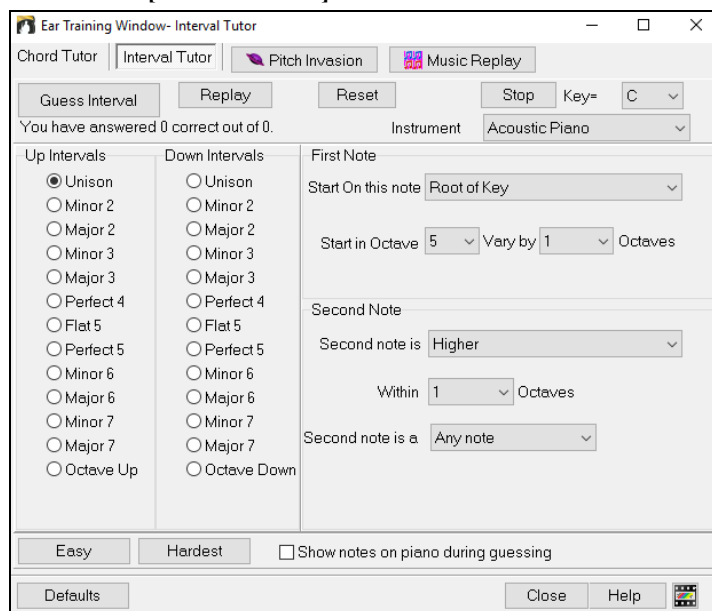 Ear Training Window- Interval Tutor
Chord Tutor Interval Tutor Pitch Invasion Music Replay
Guess Interval Replay Reset Stop Key= C
You have answered 0 correct out of 0. Instrument Acoustic Piano
Up Intervals Down Intervals First Note
Unison Unison Start On this note Root of Key
Minor 2 Minor 2
Major 2 Major 2
Minor 3 Minor 3 Start in Octave 5 Vary by 1 Octaves
Major 3 Major 3
Perfect 4 Perfect 4
Second Note
Flat 5 Flat 5
Perfect 5 Perfect 5 Second note is Higher
Minor 6 Minor 6
Major 6 Major 6 Within 1 Octaves
Minor 7 Minor 7
Major 7 Major 7 Second note is a Any note
Octave Up Octave Down
Easy Hardest Show notes on piano during guessing
Defaults Close Help